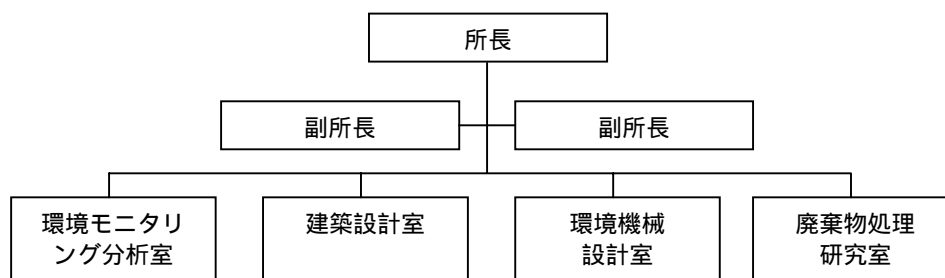 所長
副所長
副所長
環境モニタリ
ング分析室
建築設計室
環境機械
設計室
廃棄物処理
研究室